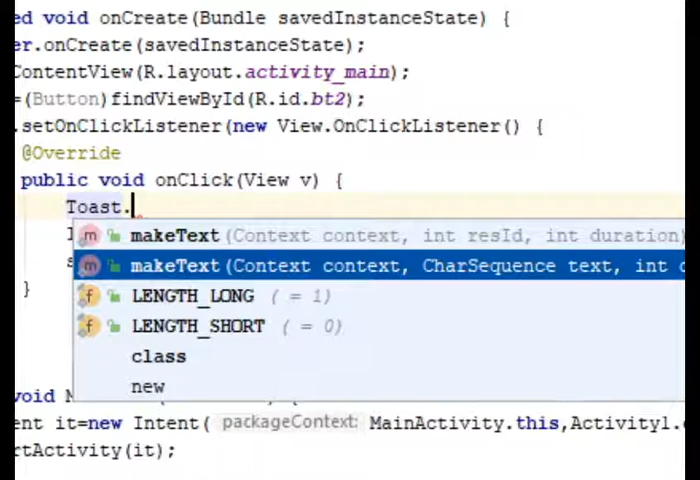 ed void onCreate(Bundle savedInstanceState) {
er.onCreate(savedInstanceState);
ContentView(R.layout.activity_main);
=(Button)findViewById(R.id.bt2);
.setOnClickListener(new View.OnClickListener() {
@Override
public void onClick(View v) {
Toast.
m makeText(Context context, int resId, int duration)
m makeText(Context context, CharSequence text, int
f LENGTH_LONG ( = 1)
f LENGTH_SHORT ( = 0)
}
class
new
void
ent it=new Intent( packageContext: MainActivity.this,Activity1.
rtActivity(it);